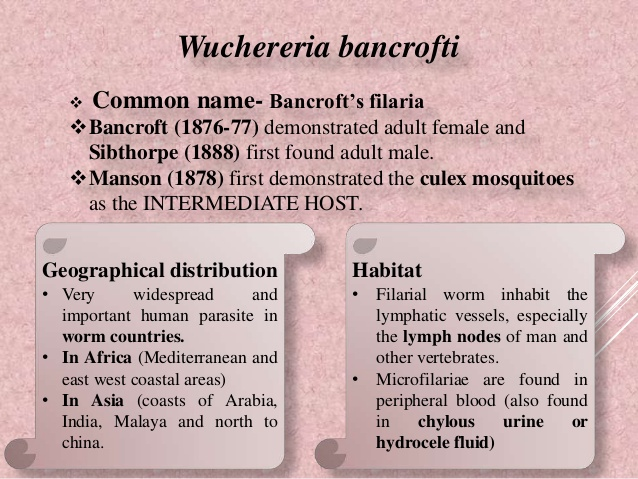 Wuchereria bancrofti
❖ Common name- Bancroft's filaria
❖Bancroft (1876-77) demonstrated adult female and
Sibthorpe (1888) first found adult male.
❖Manson (1878) first demonstrated the culex mosquitoes
as the INTERMEDIATE HOST.
Geographical distribution
• Very widespread and
important human parasite in
worm countries.
• In Africa (Mediterranean and
east west coastal areas)
• In Asia (coasts of Arabia,
India, Malaya and north to
china.
Habitat
• Filarial worm inhabit the
lymphatic vessels, especially
the lymph nodes of man and
other vertebrates.
• Microfilariae are found in
peripheral blood (also found
in chylous urine or
hydrocele fluid)